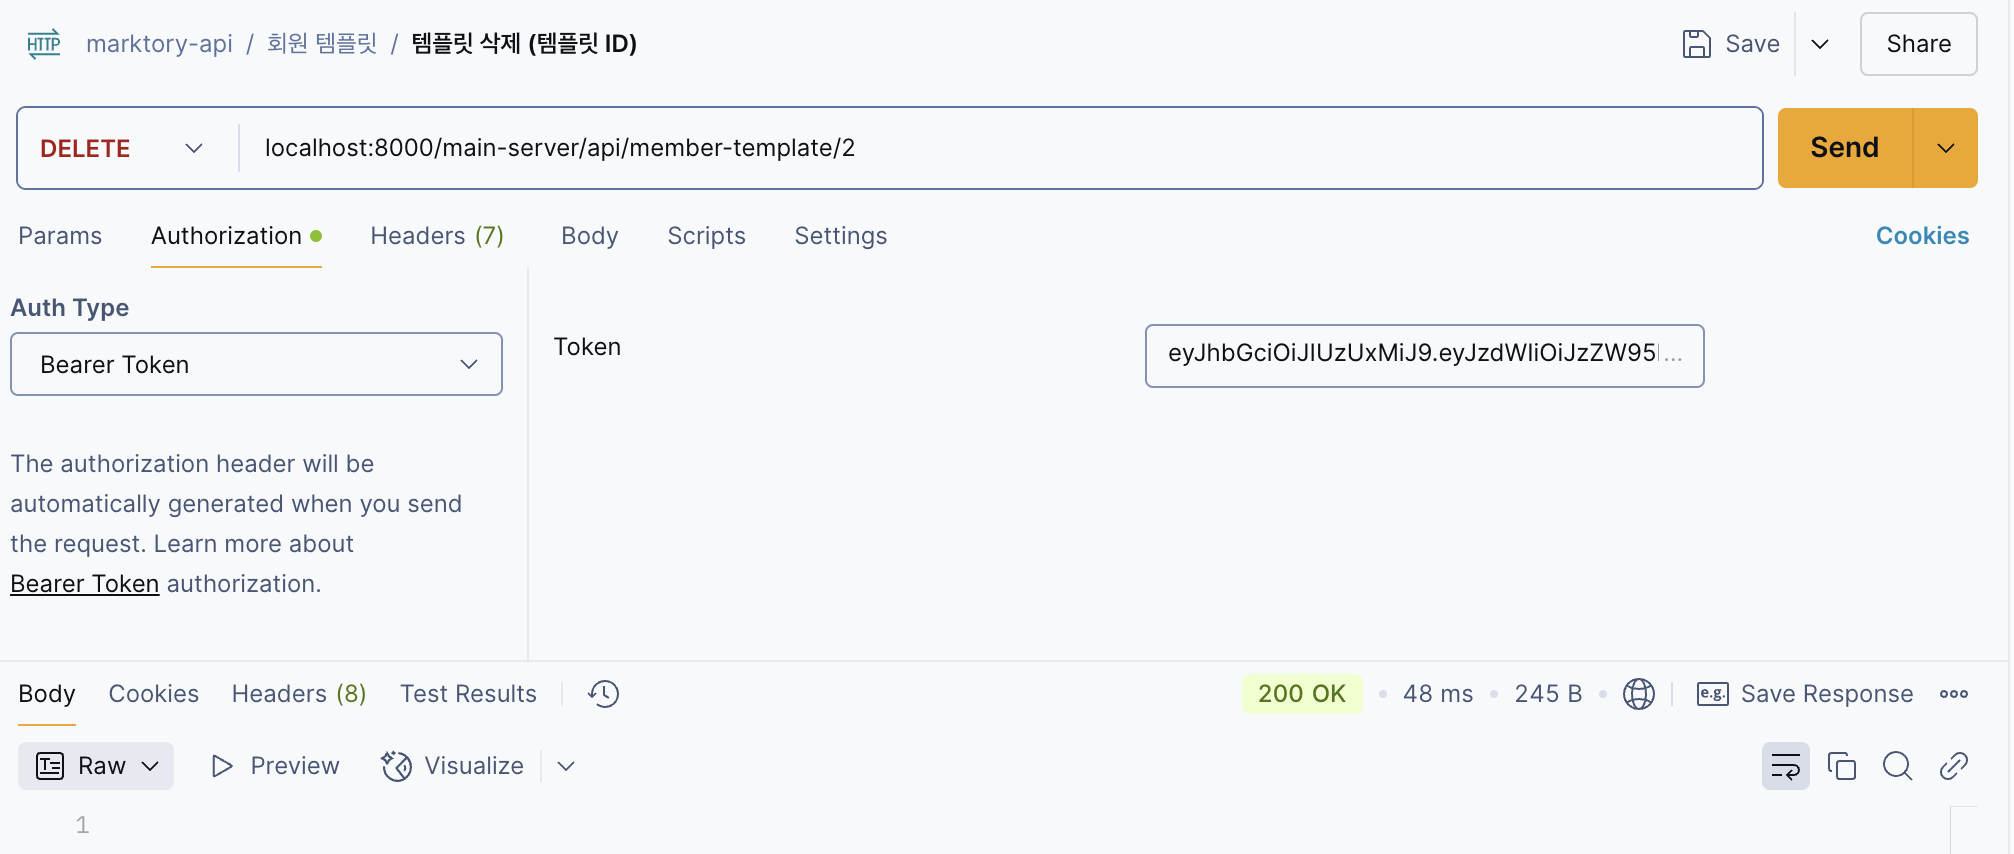 HTTP marktory-api / 회원 템플릿 / 템플릿 삭제 (템플릿 ID) Save Share
DELETE localhost:8000/main-server/api/member-template/2 Send
Params Authorization Headers (7) Body Scripts Settings Cookies
Auth Type
Bearer Token
Token eyJhbGciOiJIUzUxMiJ9.eyJzdWIiOiJzZW95...
The authorization header will be
automatically generated when you send
the request. Learn more about
Bearer Token authorization.
Body Cookies Headers (8) Test Results 200 OK • 48 ms • 245 B • e.g. Save Response
Raw Preview Visualize
1